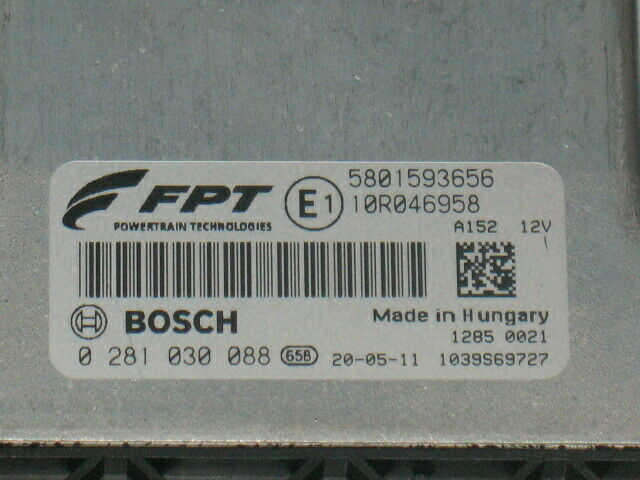 FPT
POWERTRAIN TECHNOLOGIES
E1
5801593656
10R046958
A152 12V
BOSCH
Made in Hungary
1285 0021
0 281 030 088 65B 20-05-11 1039S69727